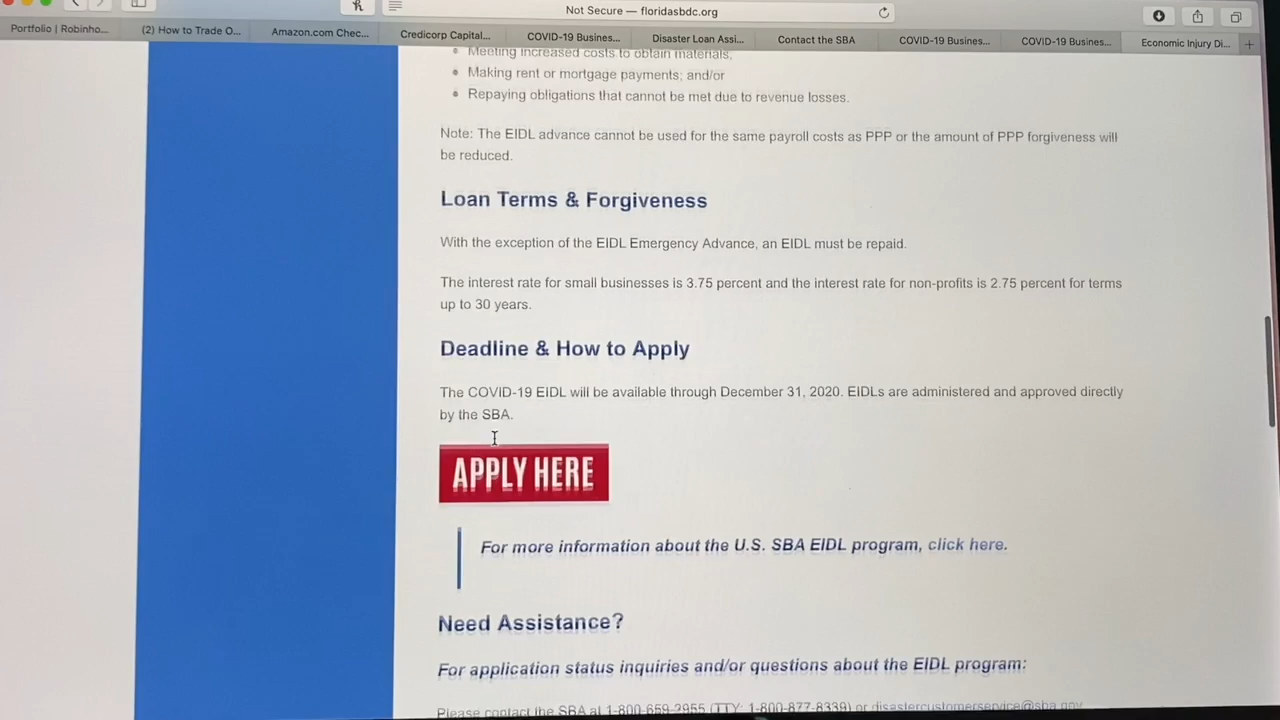 Not Secure — floridasbdc.org
Portfolio | Robinho...
(2) How to Trade O...
Amazon.com Chec...
Credicorp Capital...
COVID-19 Busines...
Disaster Loan Assi...
Contact the SBA
COVID-19 Busines...
COVID-19 Busines...
Economic Injury Di...
Meeting increased costs to obtain materials;
Making rent or mortgage payments; and/or
Repaying obligations that cannot be met due to revenue losses.
Note: The EIDL advance cannot be used for the same payroll costs as PPP or the amount of PPP forgiveness will
be reduced.
Loan Terms & Forgiveness
With the exception of the EIDL Emergency Advance, an EIDL must be repaid.
The interest rate for small businesses is 3.75 percent and the interest rate for non-profits is 2.75 percent for terms
up to 30 years.
Deadline & How to Apply
The COVID-19 EIDL will be available through December 31, 2020. EIDLs are administered and approved directly
by the SBA.
APPLY HERE
For more information about the U.S. SBA EIDL program, click here.
Need Assistance?
For application status inquiries and/or questions about the EIDL program:
Please contact the SBA at 1-800-659-2955 (TTY: 1-800-877-8339) or disastercustomerservice@sba.gov